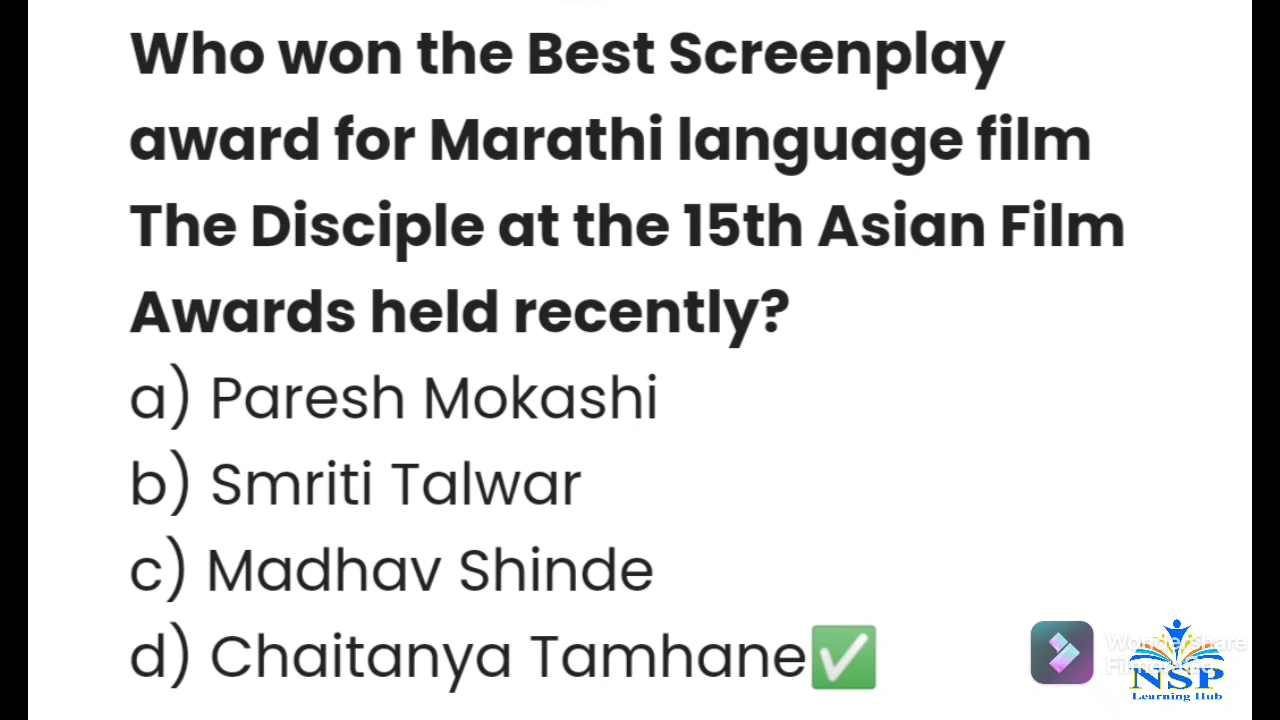 Who won the Best Screenplay
award for Marathi language film
The Disciple at the 15th Asian Film
Awards held recently?
a) Paresh Mokashi
b) Smriti Talwar
c) Madhav Shinde
d) Chaitanya Tamhane✅
Wondershare
NSP
Learning Hub